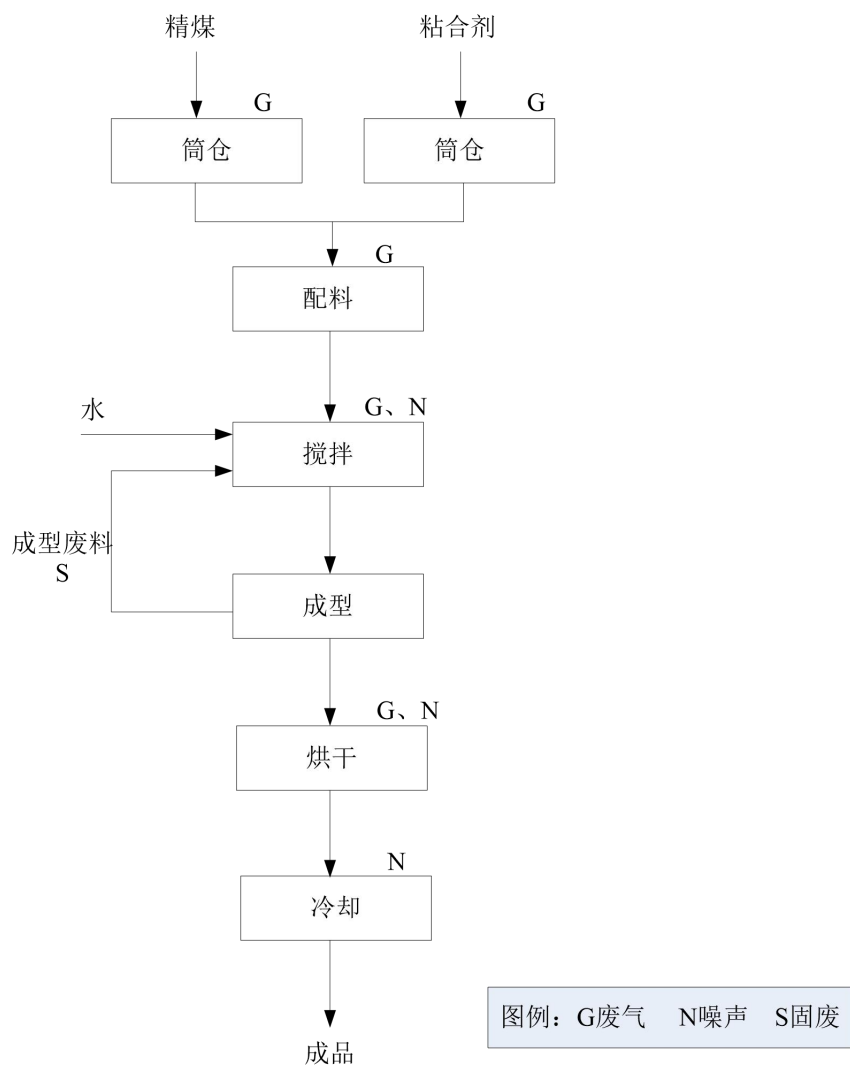 精煤
粘合剂
G
G
筒仓
筒仓
G
配料
水
G、N
搅拌
成型废料
S
成型
G、N
烘干
N
冷却
图例：G废气 N噪声 S固废
成品